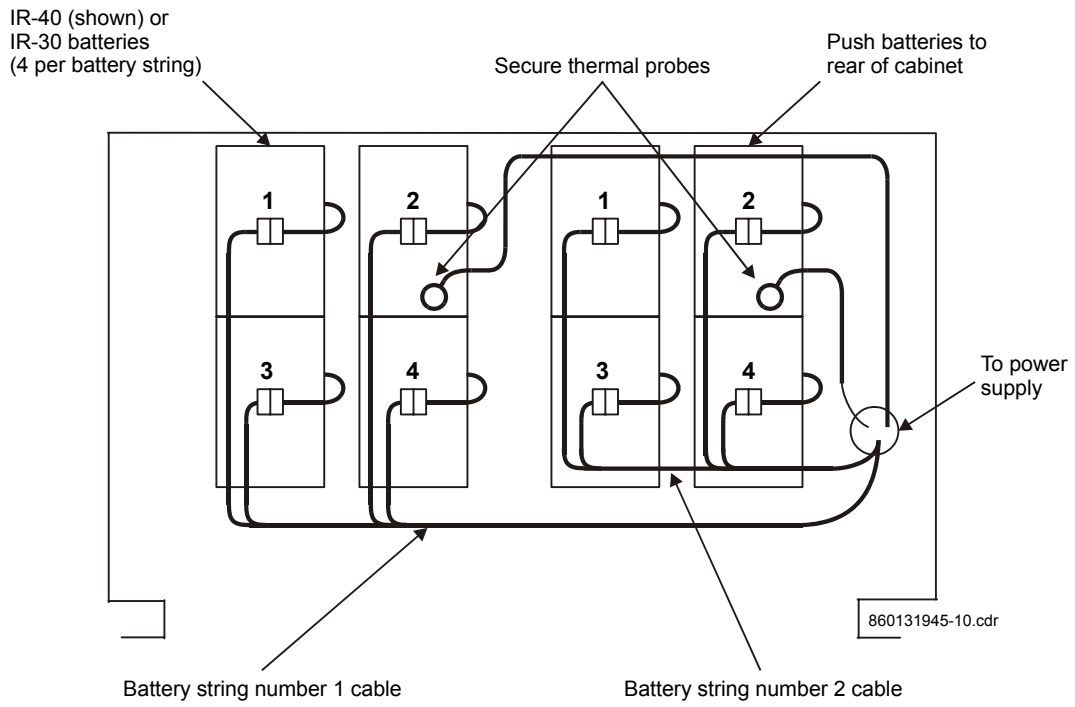 IR-40 (shown) or
IR-30 batteries
(4 per battery string)
Secure thermal probes
Push batteries to
rear of cabinet
1
2
1
2
3
4
3
4
To power
supply
860131945-10.cdr
Battery string number 1 cable
Battery string number 2 cable